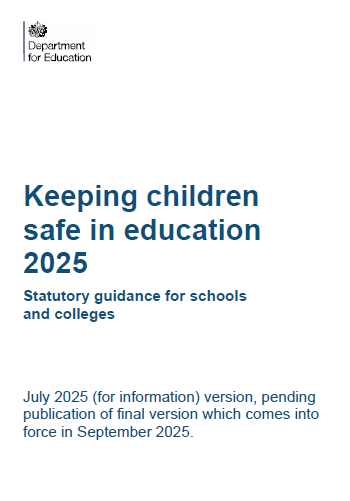 Department
for Education
Keeping children
safe in education
2025
Statutory guidance for schools
and colleges
July 2025 (for information) version, pending
publication of final version which comes into
force in September 2025.